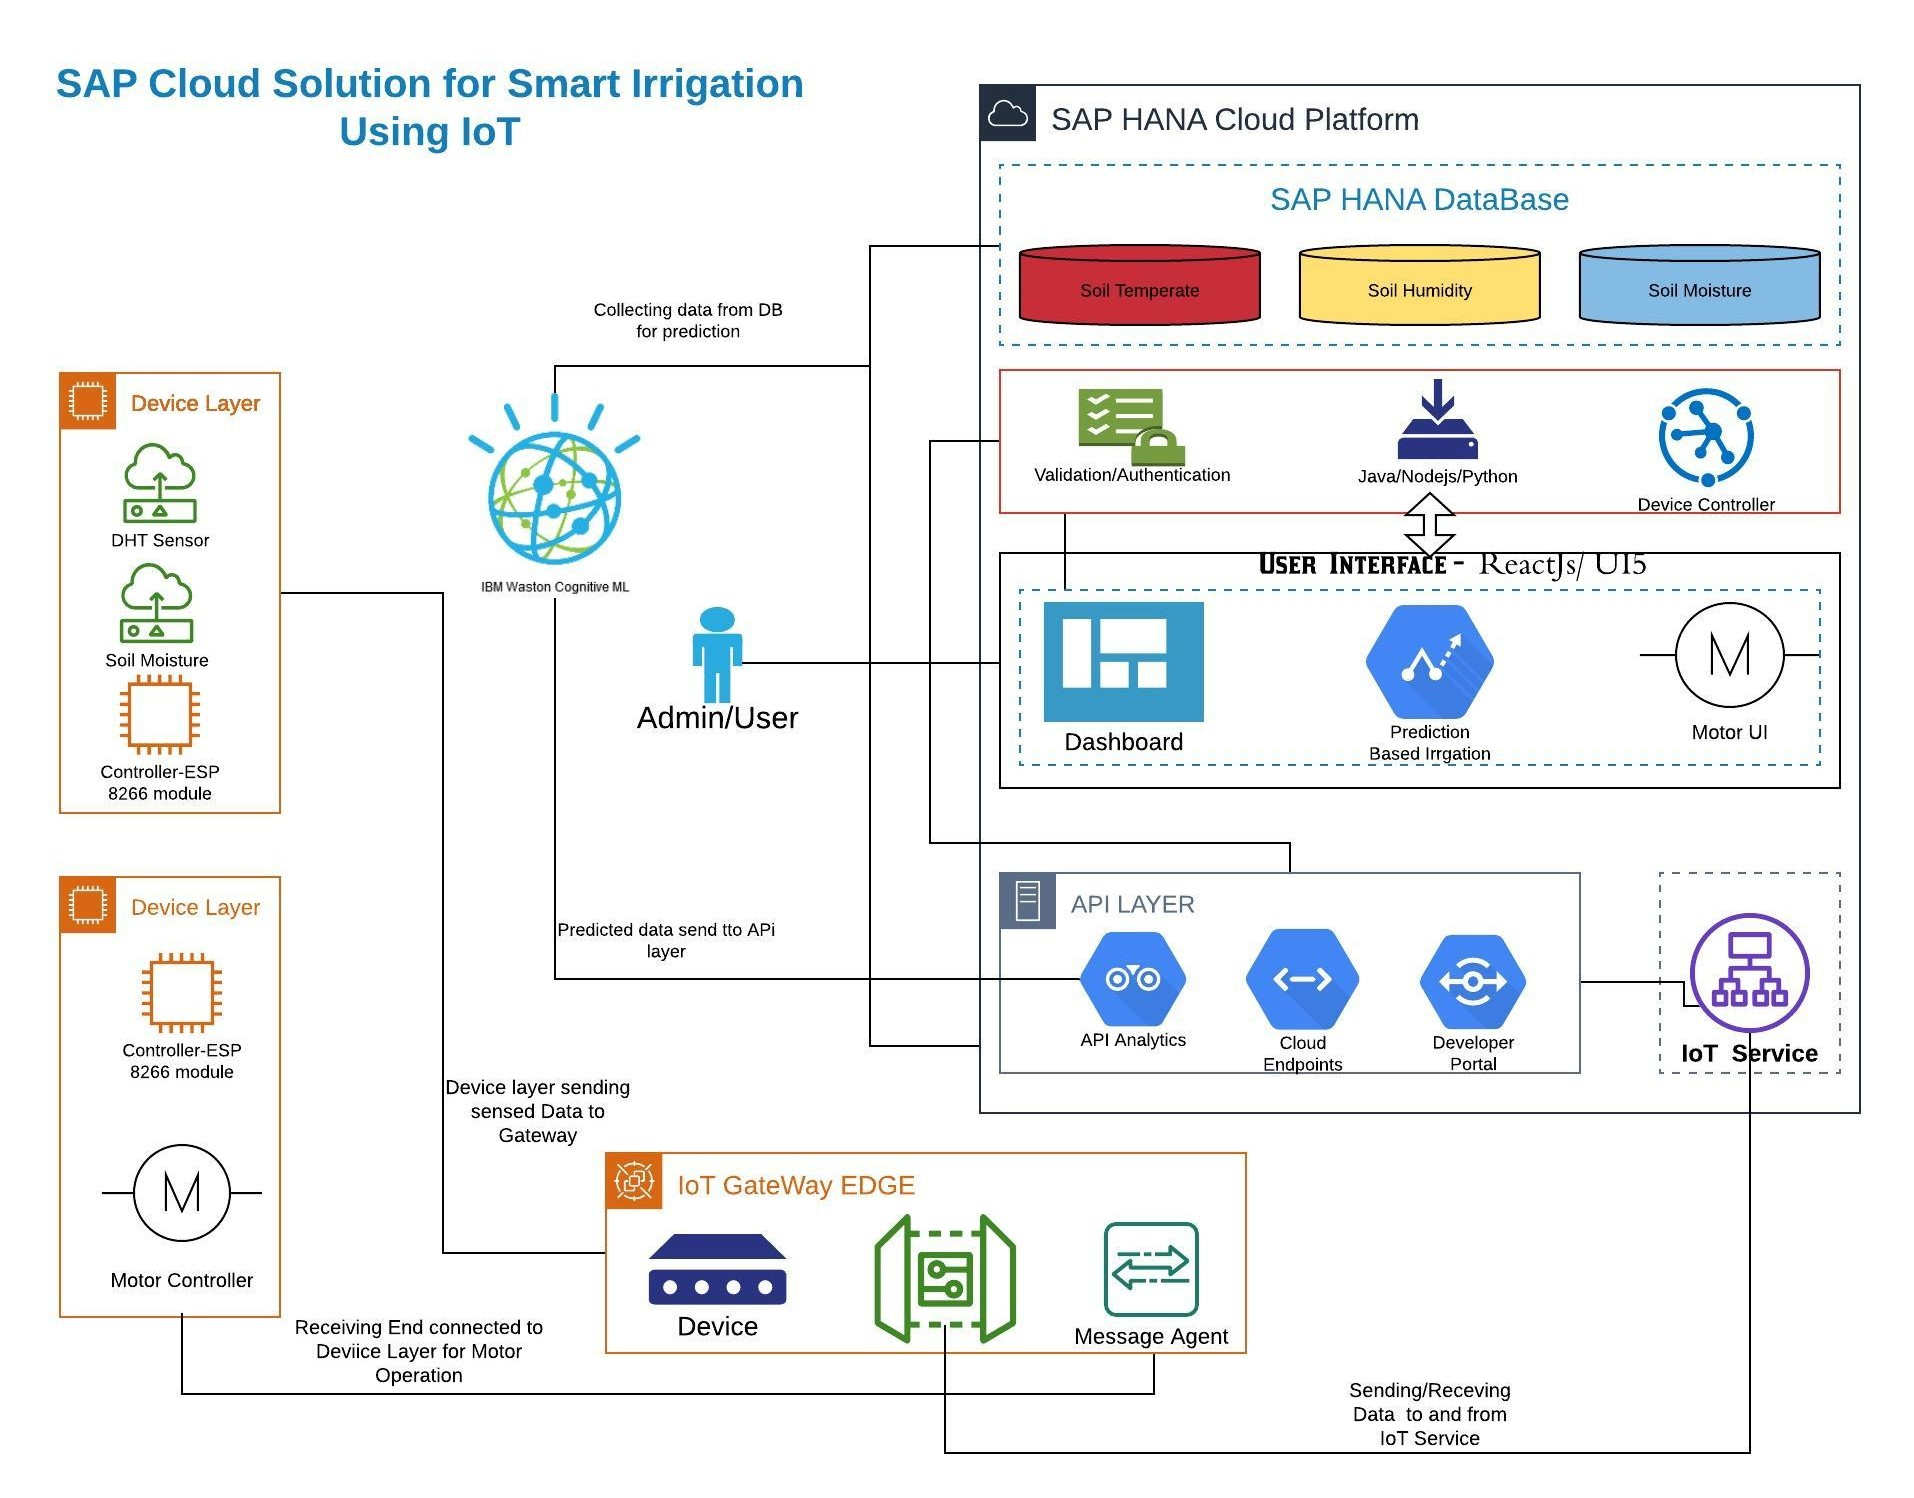 SAP Cloud Solution for Smart Irrigation
Using IoT
SAP HANA Cloud Platform
SAP HANA DataBase
Soil Temperate
Soil Humidity
Soil Moisture
Collecting data from DB
for prediction
Validation/Authentication
Java/Nodejs/Python
Device Controller
Device Layer
DHT Sensor
Soil Moisture
Controller-ESP
8266 module
IBM Waston Cognitive ML
Admin/User
User Interface - ReactJs/ UI5
Dashboard
Prediction
Based Irrgation
M
Motor UI
Device Layer
Controller-ESP
8266 module
M
Motor Controller
Predicted data send tto APi
layer
API LAYER
API Analytics
Cloud
Endpoints
Developer
Portal
IoT Service
Device layer sending
sensed Data to
Gateway
IoT GateWay EDGE
Device
Message Agent
Receiving End connected to
Deviice Layer for Motor
Operation
Sending/Receving
Data to and from
IoT Service